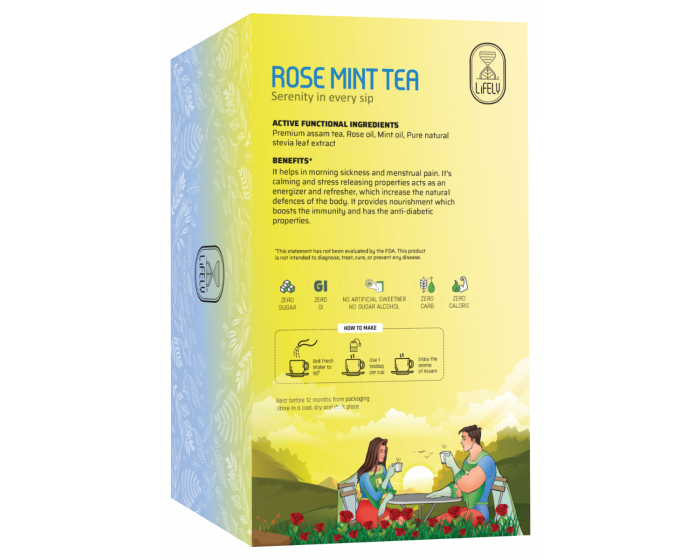 ROSE MINT TEA
Serenity in every sip
LiFELY
ACTIVE FUNCTIONAL INGREDIENTS
Premium assam tea, Rose oil, Mint oil, Pure natural
stevia leaf extract
BENEFITS*
It helps in morning sickness and menstrual pain. It's
calming and stress releasing properties acts as an
energizer and refresher, which increase the natural
defences of the body. It provides nourishment which
boosts the immunity and has the anti-diabetic
properties.
*This statement has not been evaluated by the FDA. This product
is not intended to diagnose, treat, cure, or prevent any disease.
GI
ZERO
SUGAR
ZERO
GI
NO ARTIFICIAL SWEETNER
NO SUGAR ALCOHOL
ZERO
CARB
ZERO
CALORIE
HOW TO MAKE
Boil Fresh
Water to
Use 1
teabag
per cup
Enjoy the
aroma
of Assam
Best before 12 months from packaging
Store in a cool, dry and place
LiFELY